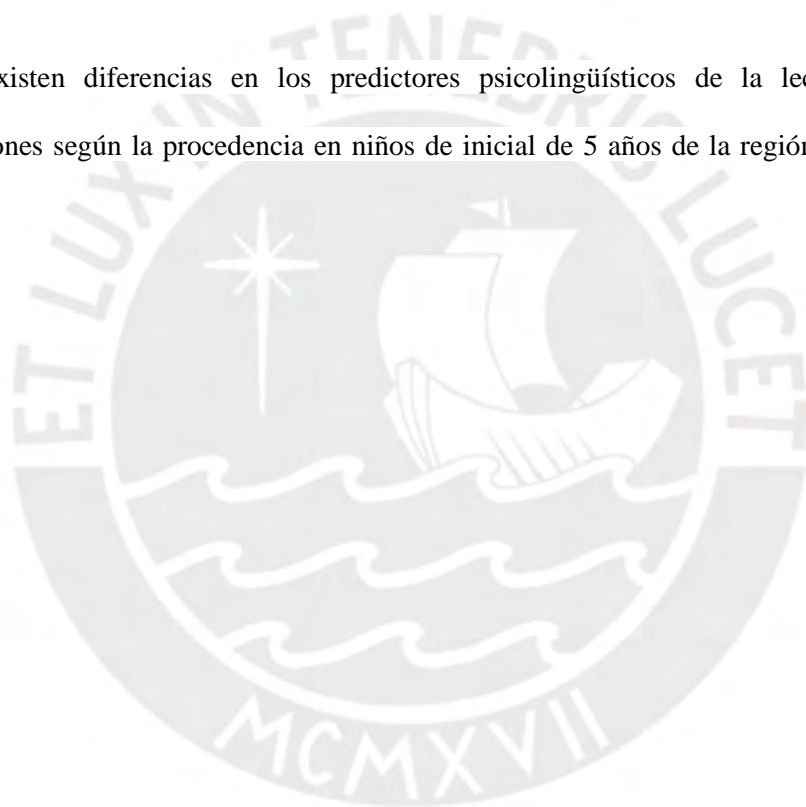 xisten diferencias en los predictores psicolingüísticos de la lec
ones según la procedencia en niños de inicial de 5 años de la región
ET LUX IN TENEBRIS LUCET
MCMXVII